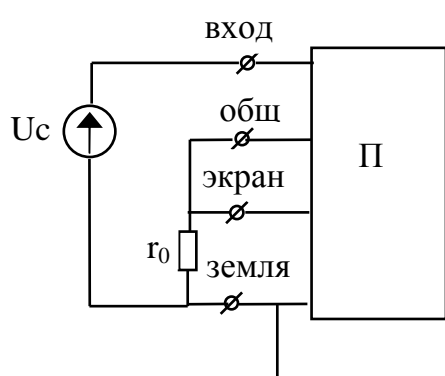 вход
Uc
общ
П
экран
r₀
земля